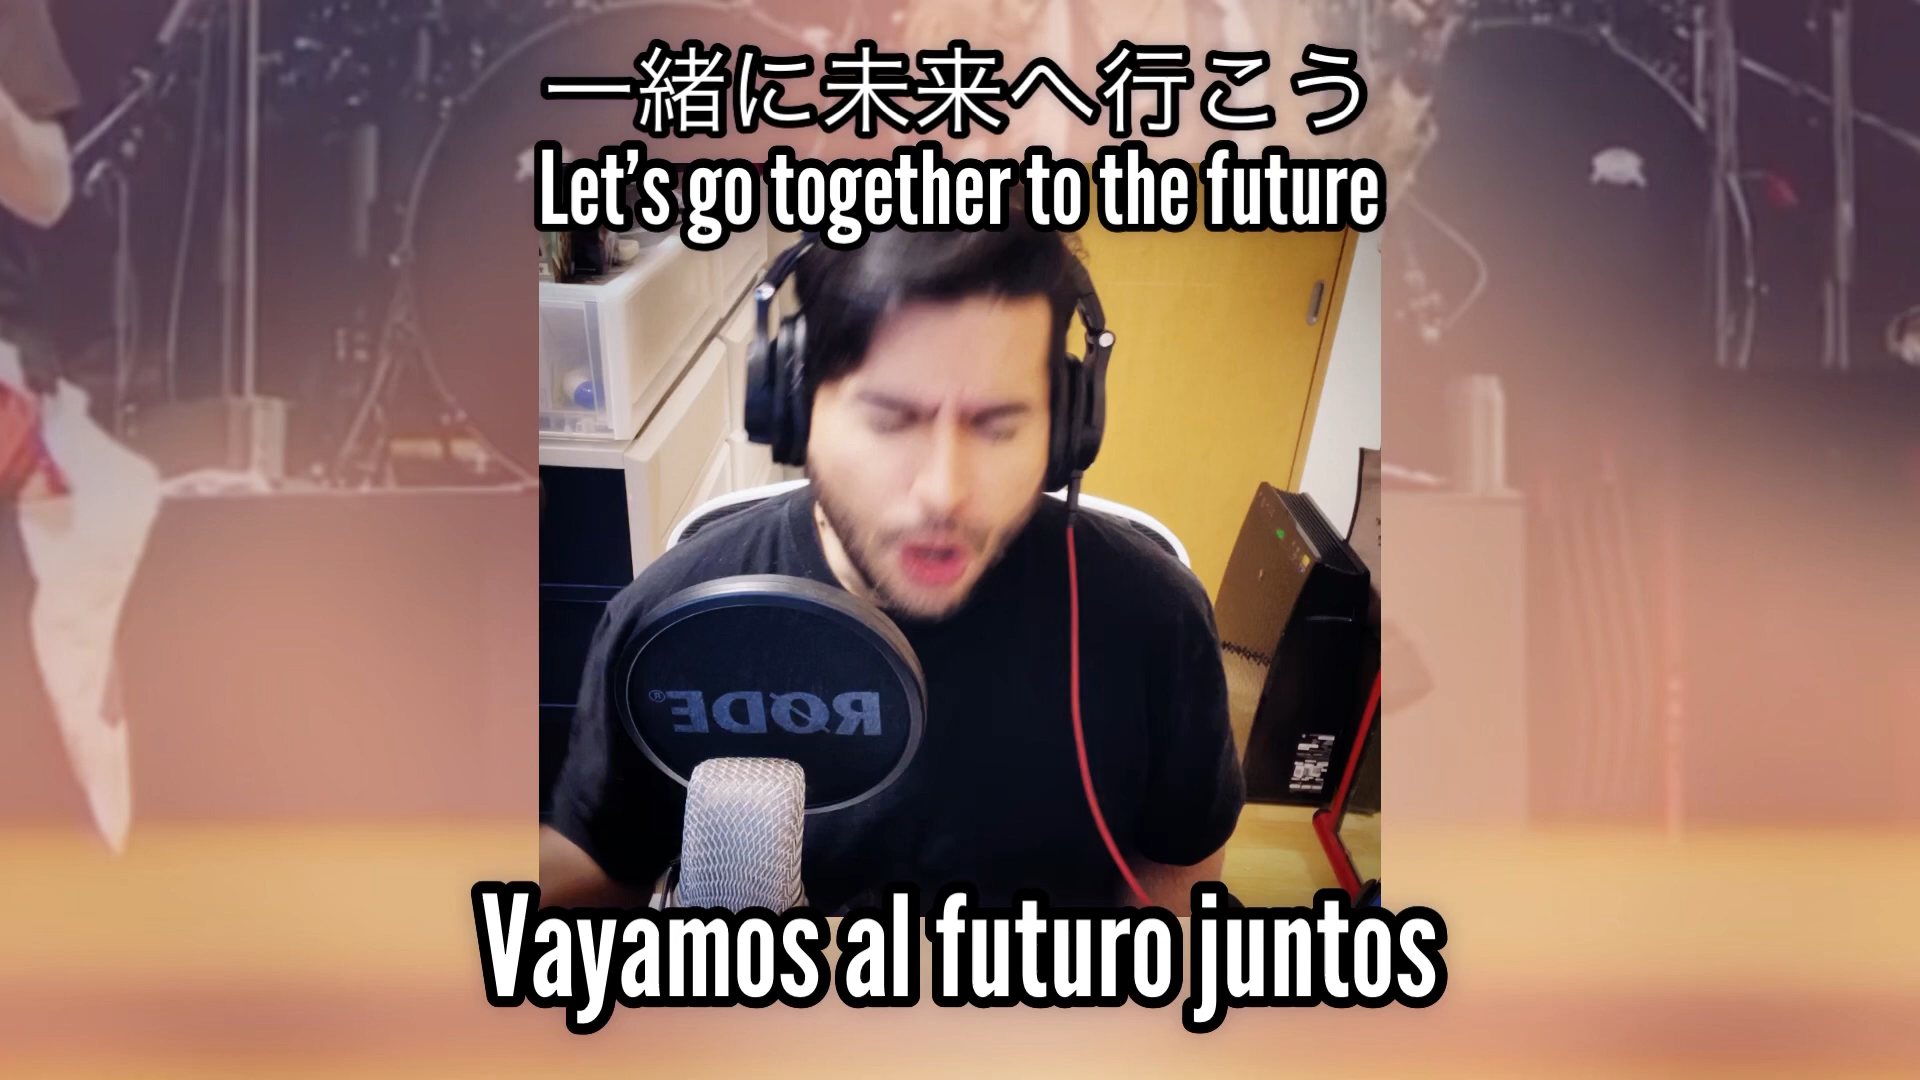 一緒に未来へ行こう
Let's go together to the future
RØDE®
Vayamos al futuro juntos